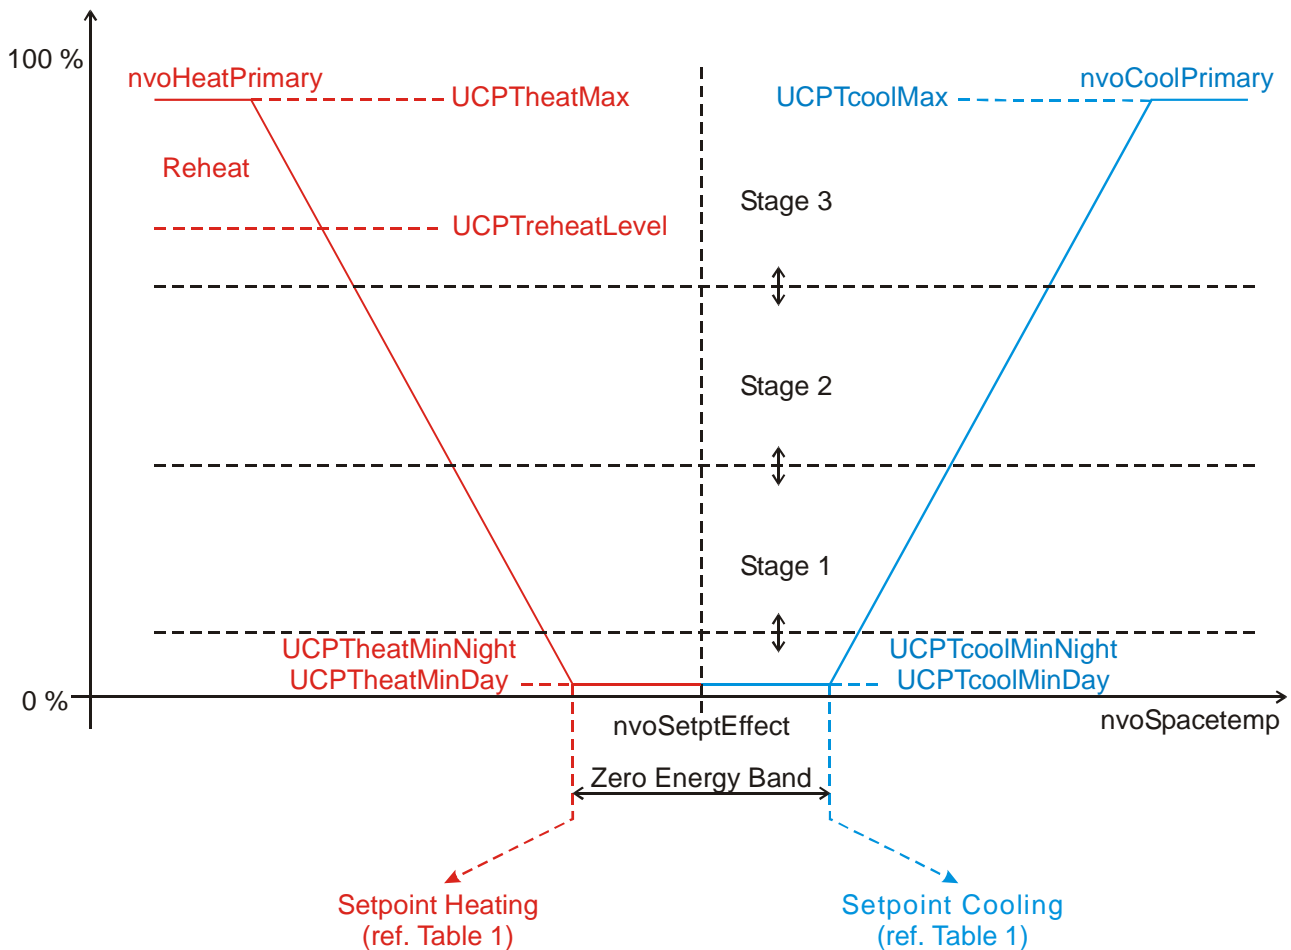 100 %
nvoHeatPrimary
nvoCoolPrimary
UCPTheatMax
UCPTcoolMax
Reheat
Stage 3
UCPTreheatLevel
Stage 2
Stage 1
UCPTheatMinNight
UCPTcoolMinNight
UCPTheatMinDay
UCPTcoolMinDay
0 %
nvoSetptEffect
nvoSpacetemp
Zero Energy Band
Setpoint Heating
(ref. Table 1)
Setpoint Cooling
(ref. Table 1)